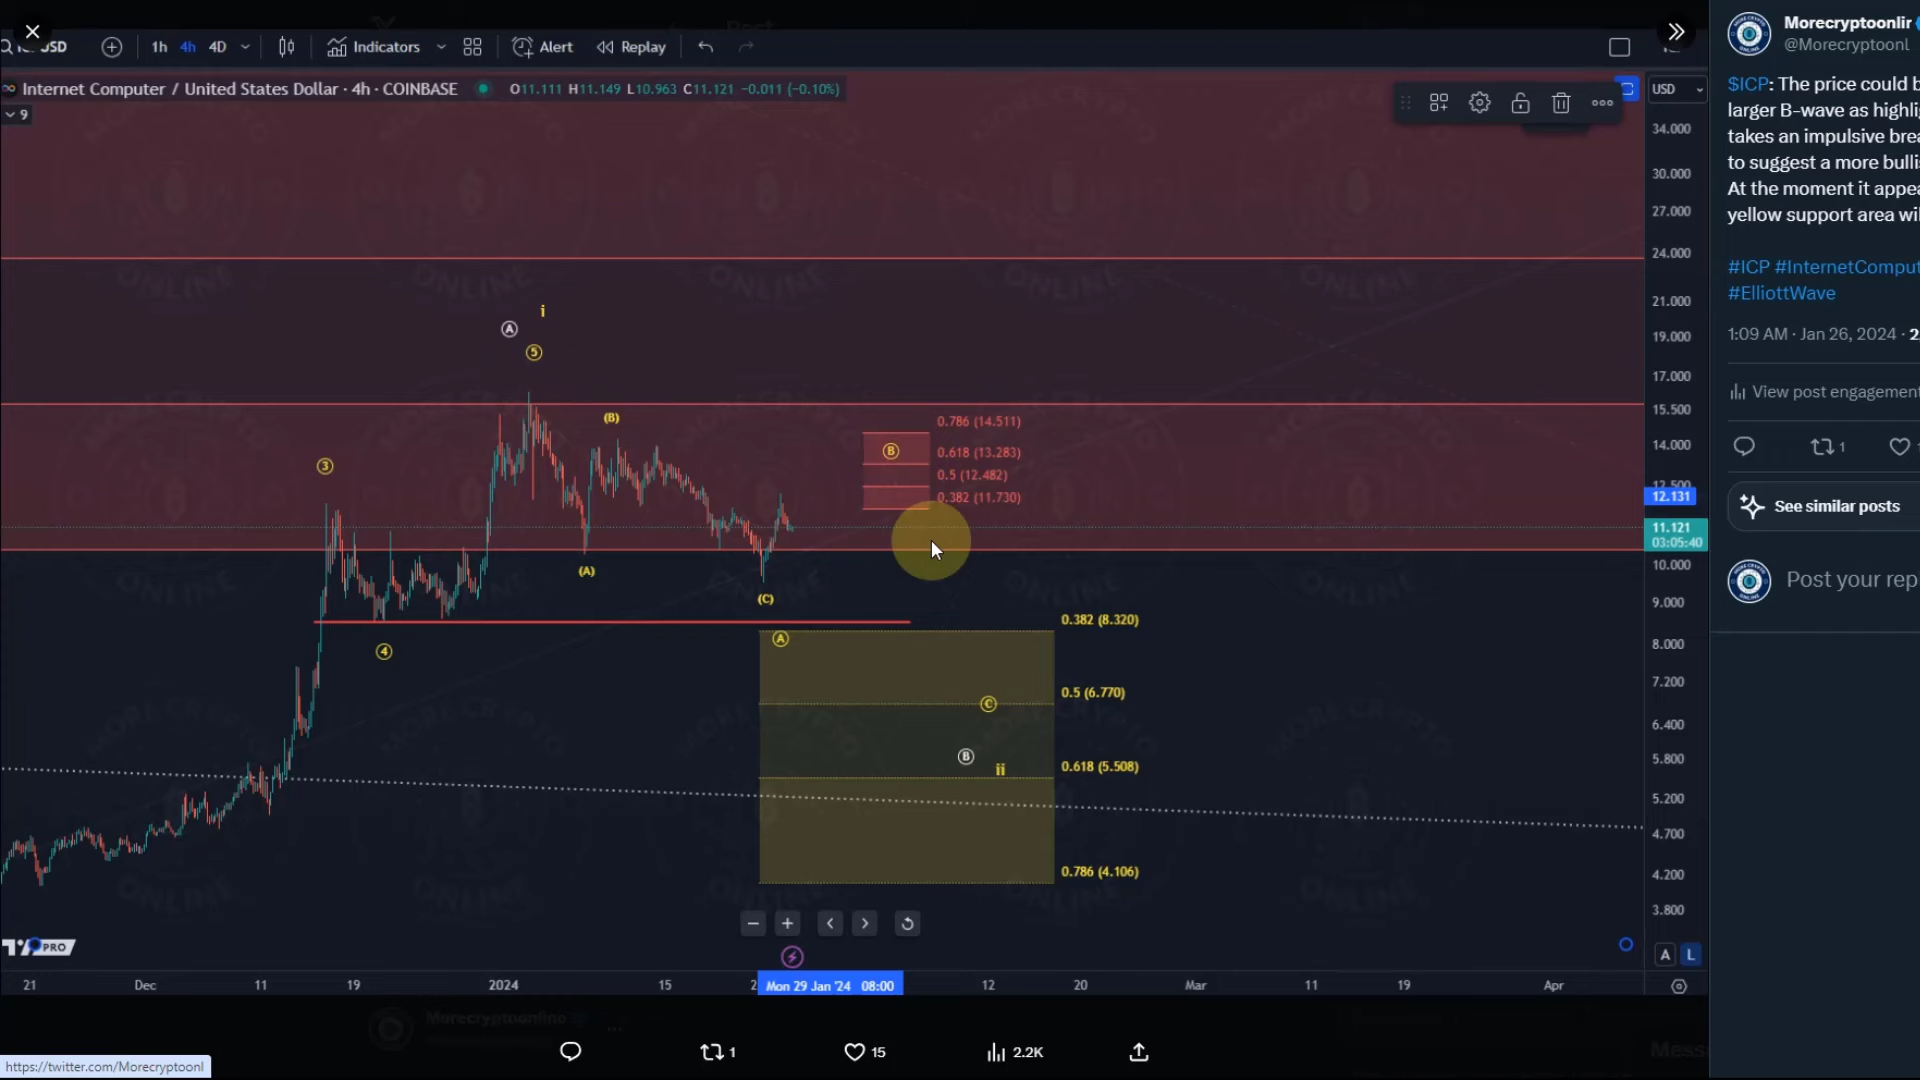 USD
1h 4h 4D Indicators Alert Replay
Internet Computer / United States Dollar · 4h · COINBASE O11.111 H11.149 L10.963 C11.121 −0.011 (−0.10%)
9
USD
34.000
30.000
27.000
24.000
21.000
19.000
17.000
15.500
14.000
12.500
12.131
11.121
03:05:40
10.000
9.000
8.000
7.200
6.400
5.800
5.200
4.700
4.200
3.800
i
A
5
(B)
3
0.786 (14.511)
B
0.618 (13.283)
0.5 (12.482)
0.382 (11.730)
(A)
(C)
0.382 (8.320)
A
4
0.5 (6.770)
C
B
ii
0.618 (5.508)
0.786 (4.106)
PRO
A L
21 Dec 11 19 2024 15 2 Mon 29 Jan '24 08:00 12 20 Mar 11 19 Apr
Morecryptoonline
1 15 2.2K
https://twitter.com/Morecryptoonl
Morecryptoonlir
@Morecryptoonl
$ICP: The price could b
larger B-wave as highli
takes an impulsive brea
to suggest a more bulli
At the moment it appea
yellow support area wil
#ICP #InternetComput
#ElliottWave
1:09 AM · Jan 26, 2024 · 2
View post engagement
1
See similar posts
Post your rep